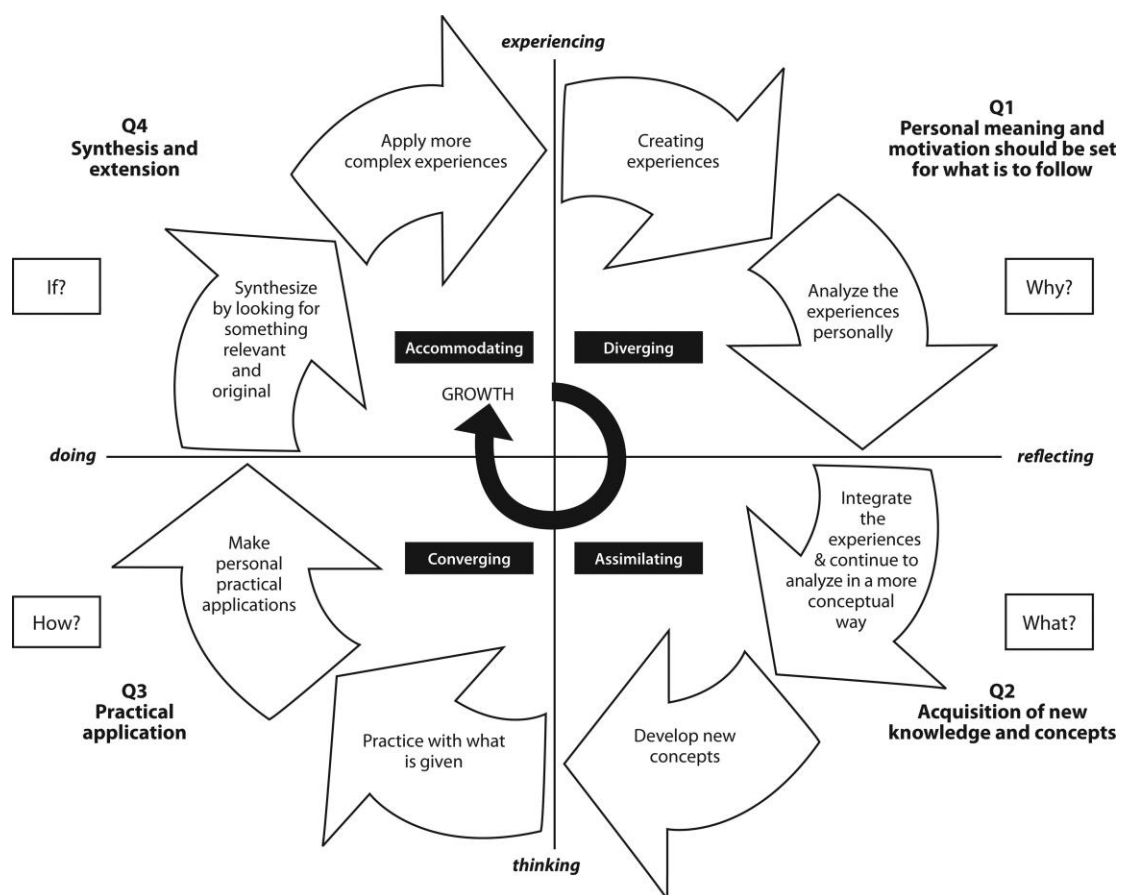 experiencing
Q4
Synthesis and
extension
Apply more
complex experiences
Creating
experiences
Q1
Personal meaning and
motivation should be set
for what is to follow
If?
Synthesize
by looking for
something
relevant
and
original
Analyze the
experiences
personally
Why?
Accommodating
Diverging
GROWTH
doing
reflecting
Converging
Assimilating
Integrate
the
experiences
& continue to
analyze in a more
conceptual
way
What?
Make
personal
practical
applications
How?
Q3
Practical
application
Practice with what
is given
Develop new
concepts
Q2
Acquisition of new
knowledge and concepts
thinking